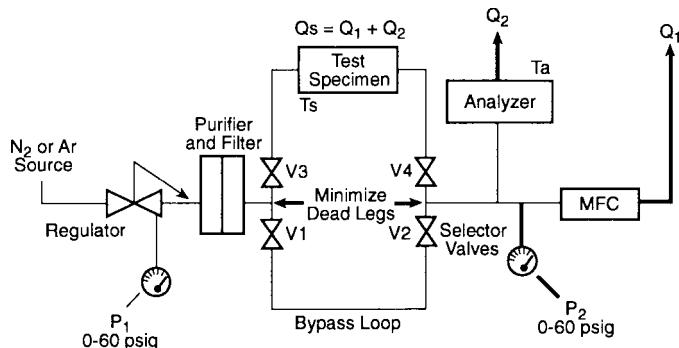 Qs = Q1 + Q2
Q2
Q1
Test
Specimen
Ts
Ta
Analyzer
Purifier
and Filter
N2 or Ar
Source
V3
V4
Minimize
Dead Legs
MFC
Regulator
V1
V2
Selector
Valves
P1
0-60 psig
Bypass Loop
P2
0-60 psig